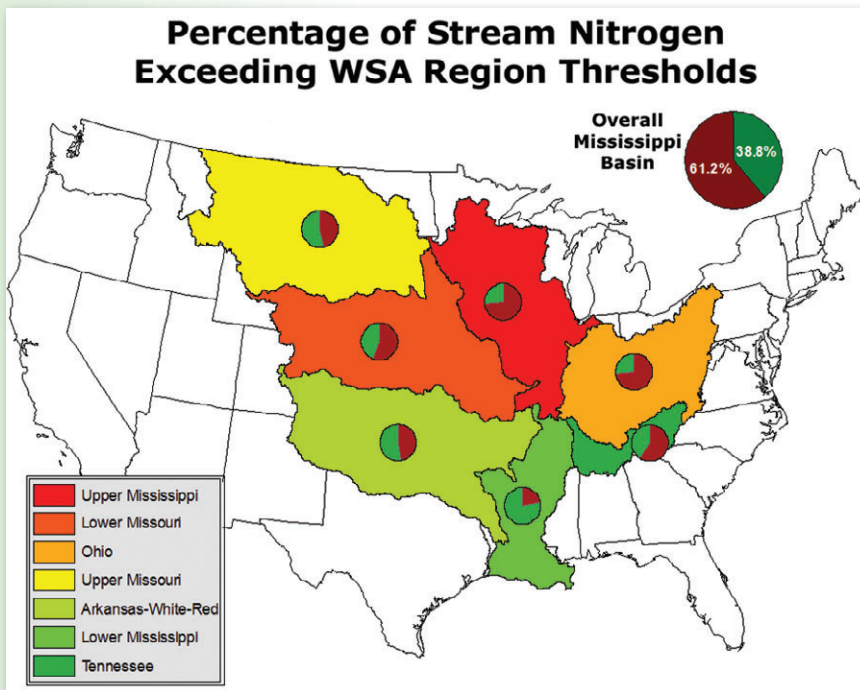 Percentage of Stream Nitrogen
Exceeding WSA Region Thresholds
Overall
Mississippi
Basin
61.2%
38.8%
Upper Mississippi
Lower Missouri
Ohio
Upper Missouri
Arkansas-White-Red
Lower Mississippi
Tennessee